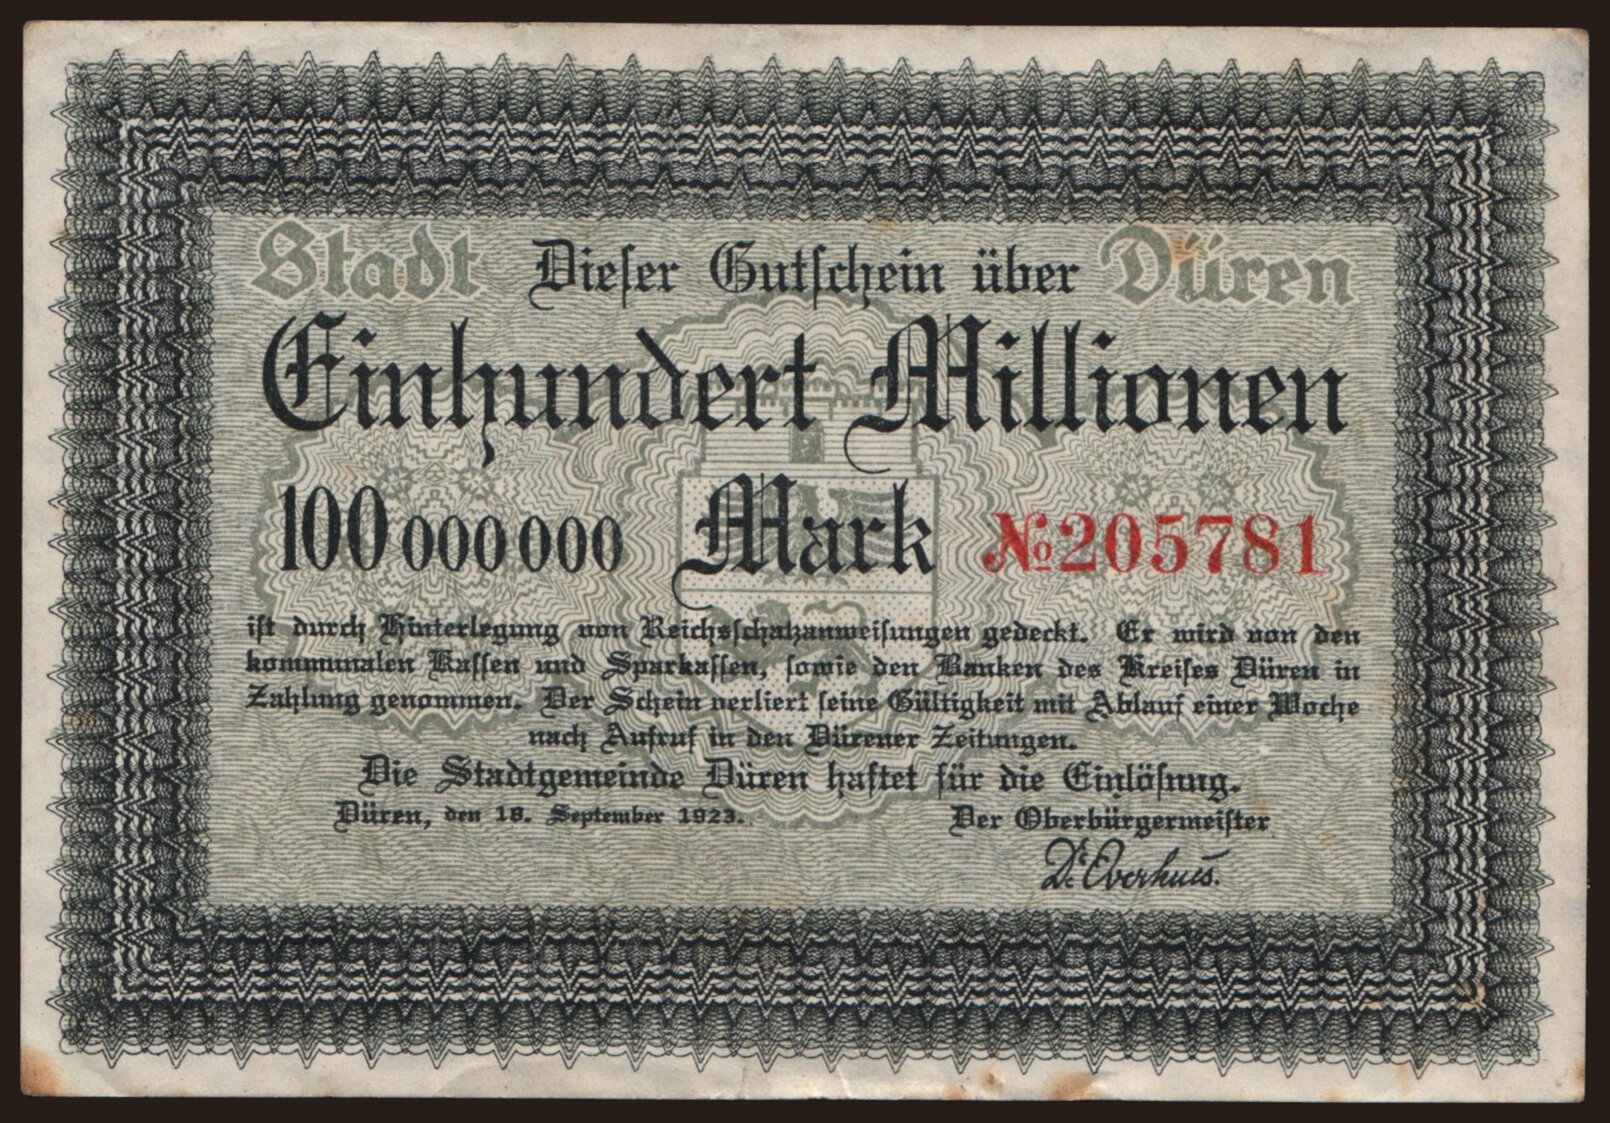 Stadt Dieser Gutschein über Düren
Einhundert Millionen
100 000 000 Mark № 205781
ist durch Hinterlegung von Reichsschatzanweisungen gedeckt. Er wird von den
kommunalen Kassen und Sparkassen, sowie den Banken des Kreises Düren in
Zahlung genommen. Der Schein verliert seine Gültigkeit mit Ablauf einer Woche
nach Aufruf in den Dürener Zeitungen.
Die Stadtgemeinde Düren haftet für die Einlösung.
Düren, den 18. September 1923. Der Oberbürgermeister
Dr. Overhues.